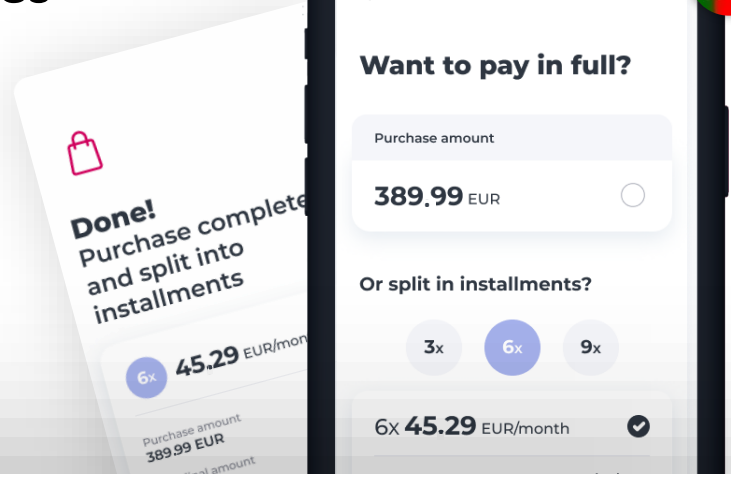 Done!
Purchase complete
and split into
installments
6x 45.29 EUR/mon
Purchase amount
389.99 EUR
amount
Want to pay in full?
Purchase amount
389.99 EUR
Or split in installments?
3x 6x 9x
6x 45.29 EUR/month